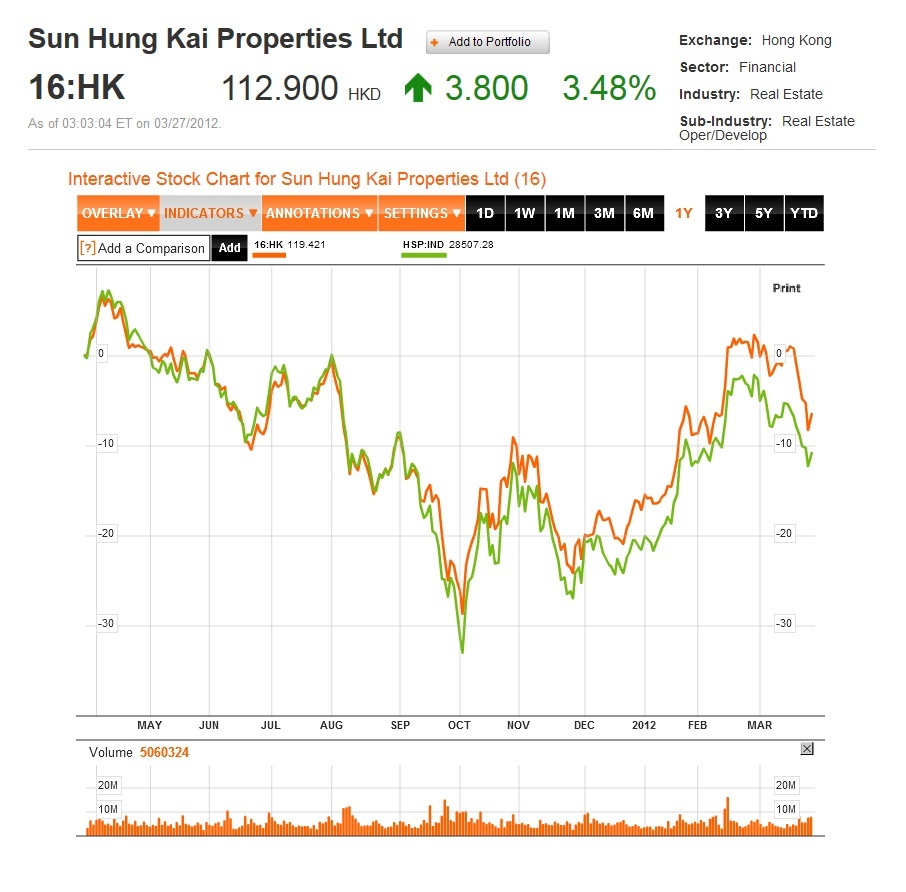 Sun Hung Kai Properties Ltd
+ Add to Portfolio
Exchange: Hong Kong
16:HK 112.900 HKD 3.800 3.48%
Sector: Financial
Industry: Real Estate
As of 03:03:04 ET on 03/27/2012.
Sub-Industry: Real Estate
Oper/Develop
Interactive Stock Chart for Sun Hung Kai Properties Ltd (16)
OVERLAY ▼ INDICATORS ▼ ANNOTATIONS ▼ SETTINGS ▼ 1D 1W 1M 3M 6M 1Y 3Y 5Y YTD
[?] Add a Comparison Add 16:HK 119.421 HSP:IND 28507.28
Print
0 0
-10 -10
-20 -20
-30 -30
MAY JUN JUL AUG SEP OCT NOV DEC 2012 FEB MAR
Volume 5060324
20M 20M
10M 10M